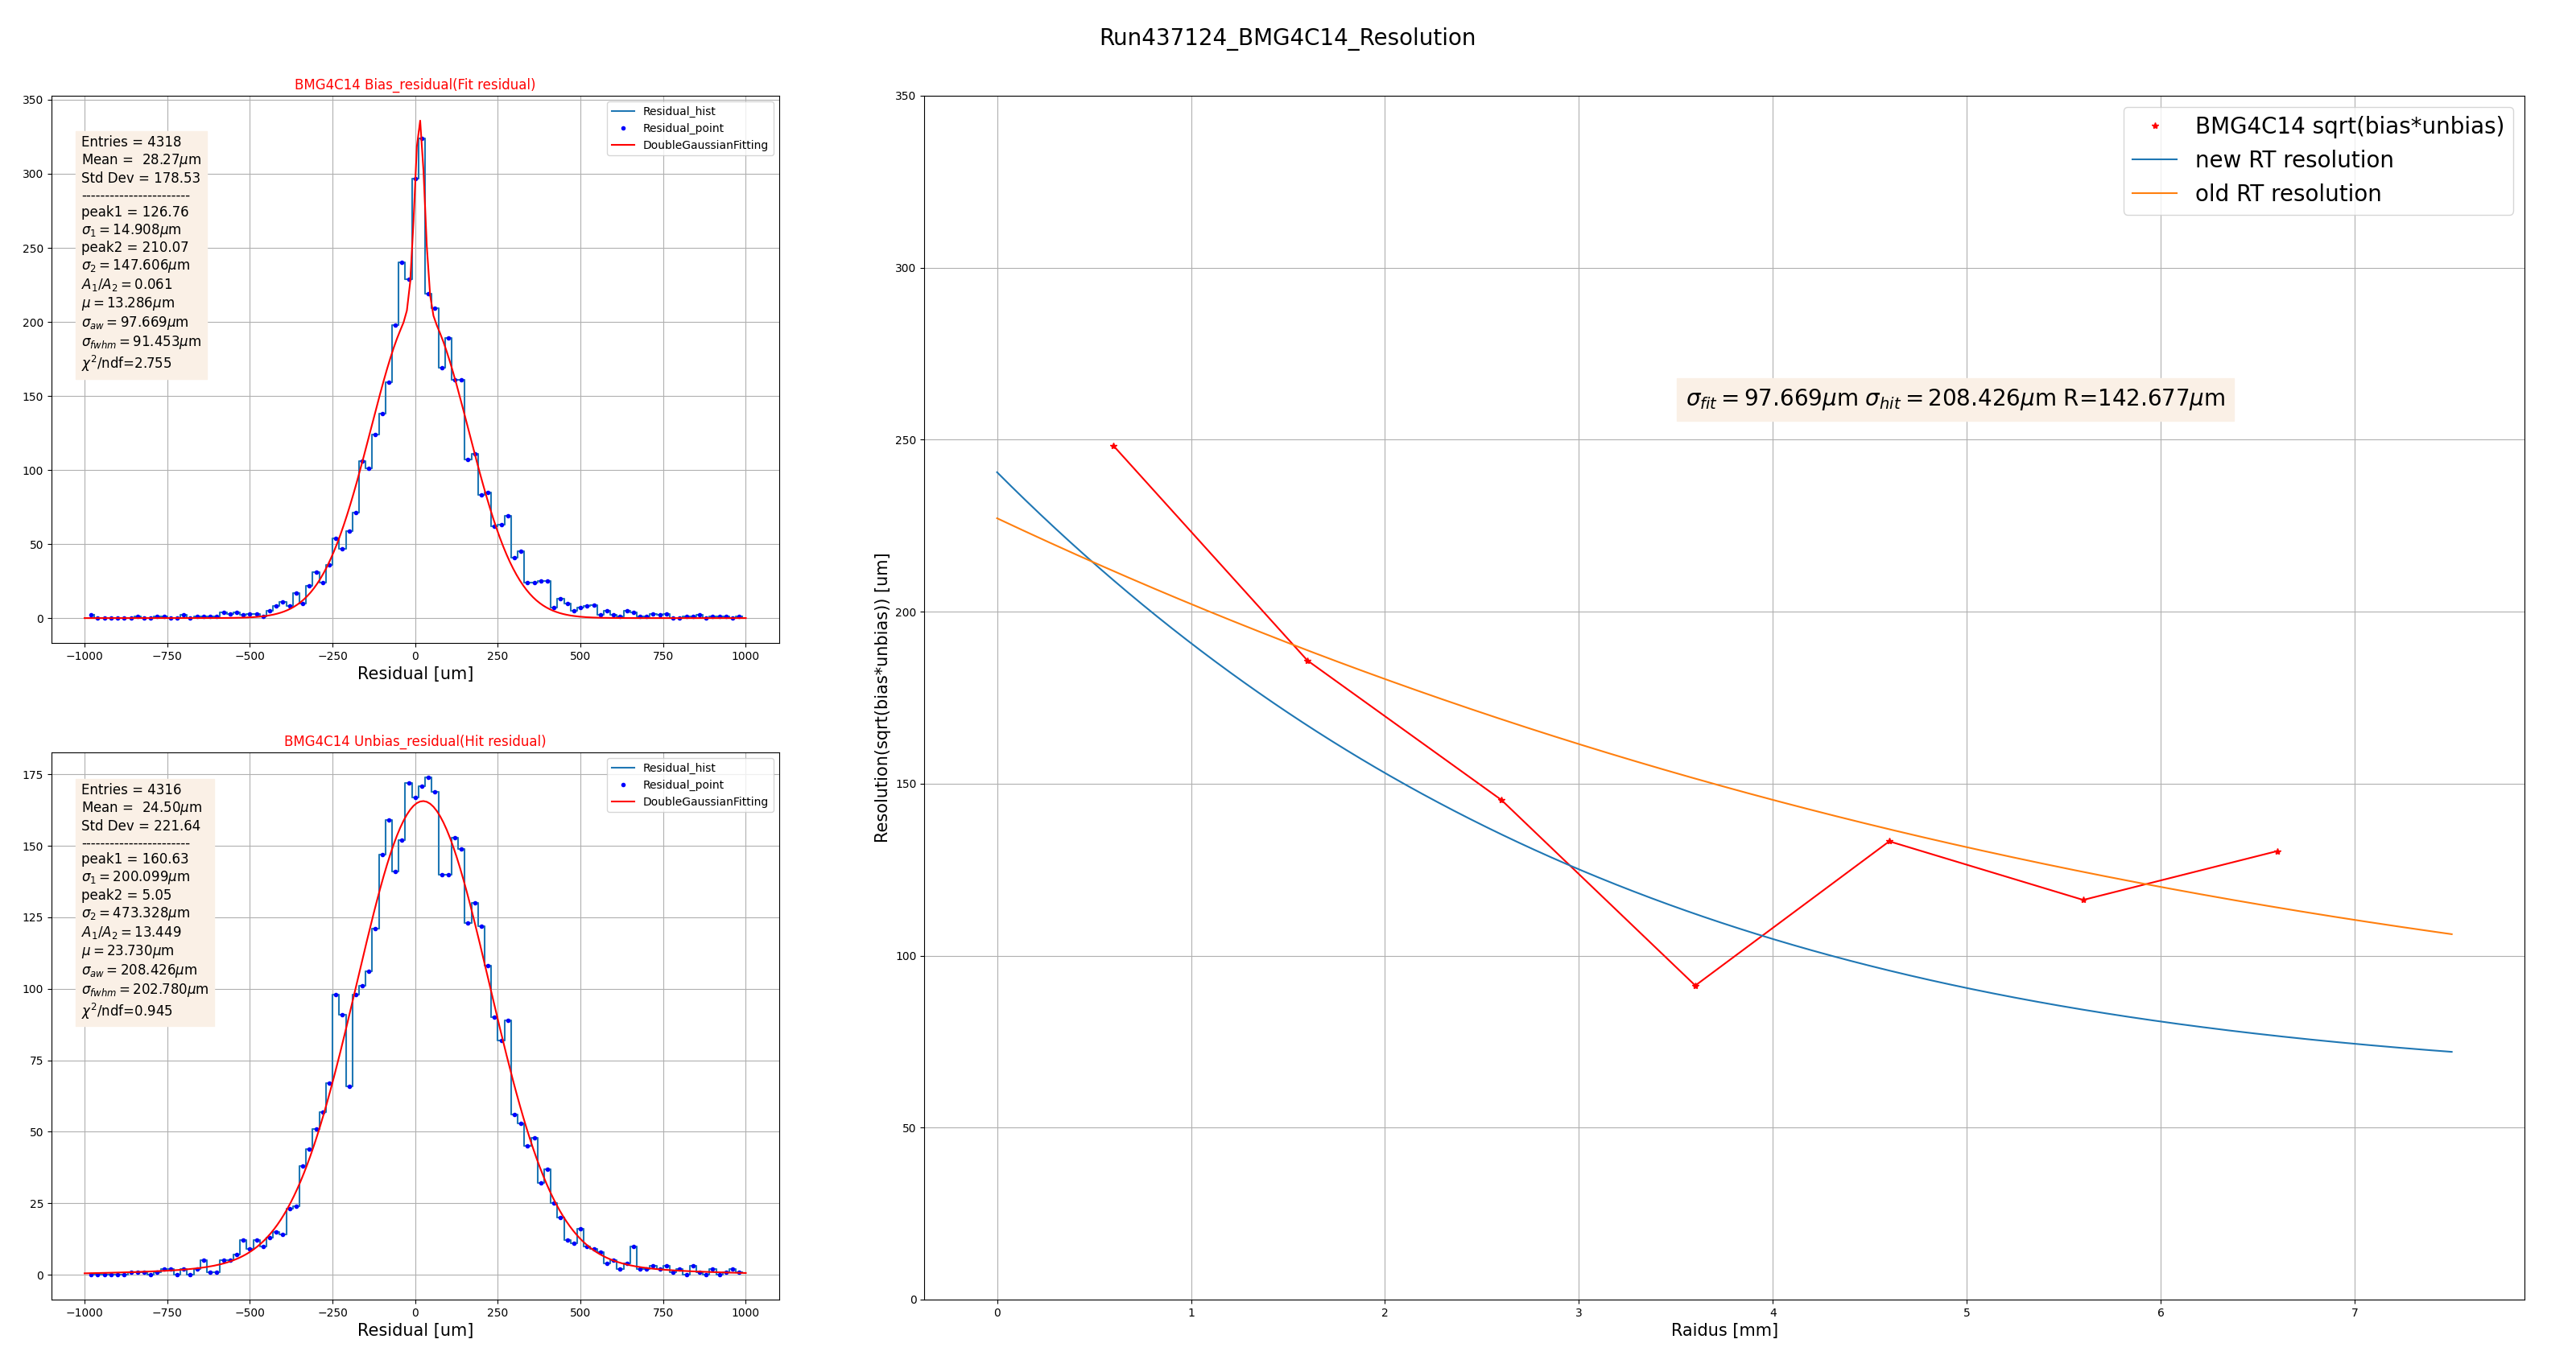 Run437124_BMG4C14_Resolution
BMG4C14 Bias_residual(Fit residual)
Residual_hist
Residual_point
DoubleGaussianFitting
Entries = 4318
Mean =  28.27μm
Std Dev = 178.53
-----------------------
peak1 = 126.76
σ₁ = 14.908μm
peak2 = 210.07
σ₂ = 147.606μm
A₁/A₂ = 0.061
μ = 13.286μm
σ_aw = 97.669μm
σ_fwhm = 91.453μm
χ²/ndf=2.755
350
300
250
200
150
100
50
0
−1000 −750 −500 −250 0 250 500 750 1000
Residual [um]
BMG4C14 Unbias_residual(Hit residual)
Residual_hist
Residual_point
DoubleGaussianFitting
Entries = 4316
Mean =  24.50μm
Std Dev = 221.64
-----------------------
peak1 = 160.63
σ₁ = 200.099μm
peak2 = 5.05
σ₂ = 473.328μm
A₁/A₂ = 13.449
μ = 23.730μm
σ_aw = 208.426μm
σ_fwhm = 202.780μm
χ²/ndf=0.945
175
150
125
100
75
50
25
0
−1000 −750 −500 −250 0 250 500 750 1000
Residual [um]
BMG4C14 sqrt(bias*unbias)
new RT resolution
old RT resolution
σ_fit = 97.669μm σ_hit = 208.426μm R=142.677μm
Resolution(sqrt(bias*unbias)) [um]
350
300
250
200
150
100
50
0
0 1 2 3 4 5 6 7
Raidus [mm]